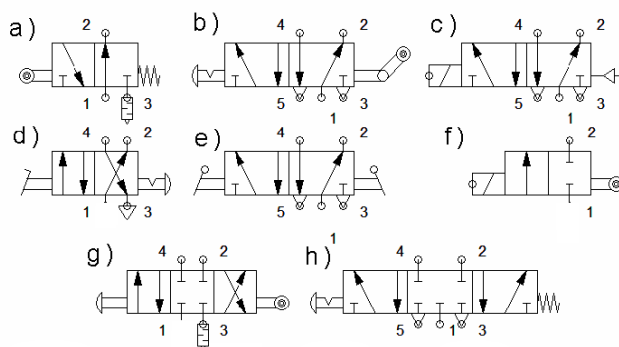 a) 2 b) 4 2 c) 4 2
1 3 5 1 3 5 1 3
d) 4 2 e) 4 2 f) 2
1 3 5 1 3 1
g) 4 2 h) 1 4 2
1 3 5 1 3